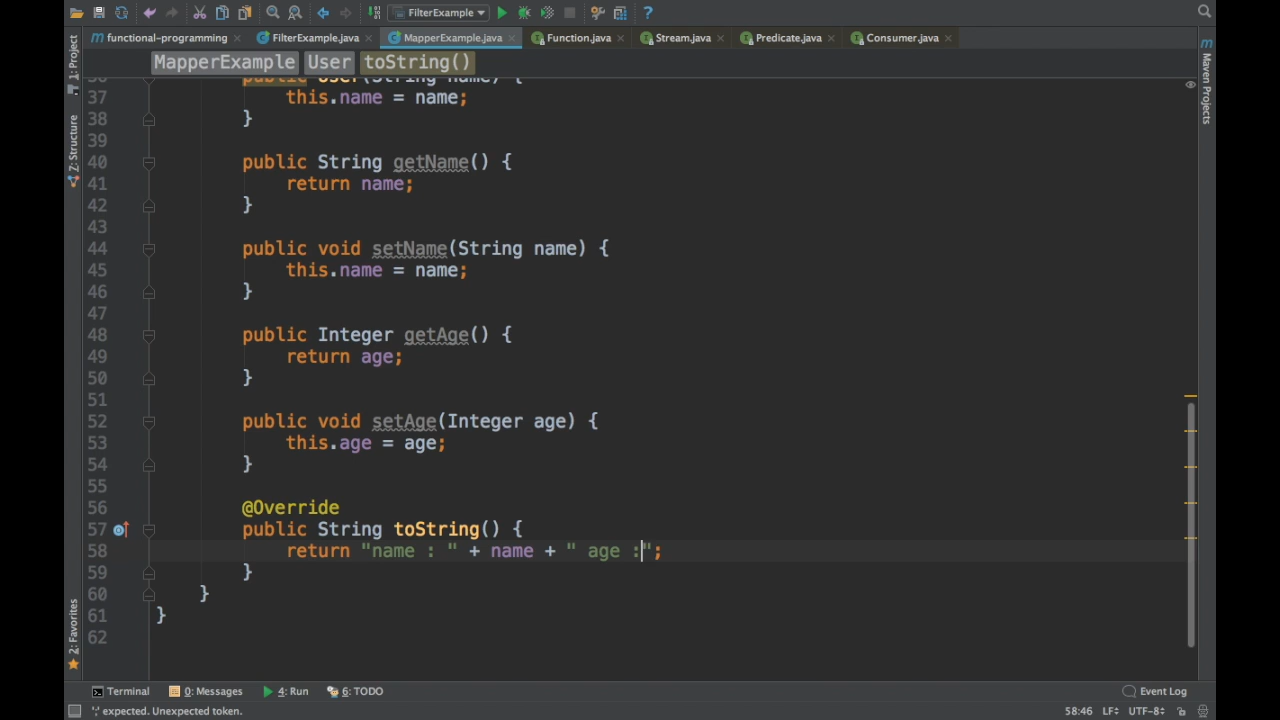 FilterExample
functional-programming FilterExample.java MapperExample.java Function.java Stream.java Predicate.java Consumer.java
MapperExample User toString()
1: Project
Z: Structure
2: Favorites
Maven Projects
36 public User(String name) {
37 this.name = name;
38 }
39
40 public String getName() {
41 return name;
42 }
43
44 public void setName(String name) {
45 this.name = name;
46 }
47
48 public Integer getAge() {
49 return age;
50 }
51
52 public void setAge(Integer age) {
53 this.age = age;
54 }
55
56 @Override
57 public String toString() {
58 return "name : " + name + " age :";
59 }
60 }
61 }
62
Terminal 0: Messages 4: Run 6: TODO Event Log
';' expected. Unexpected token. 58:46 LF UTF-8